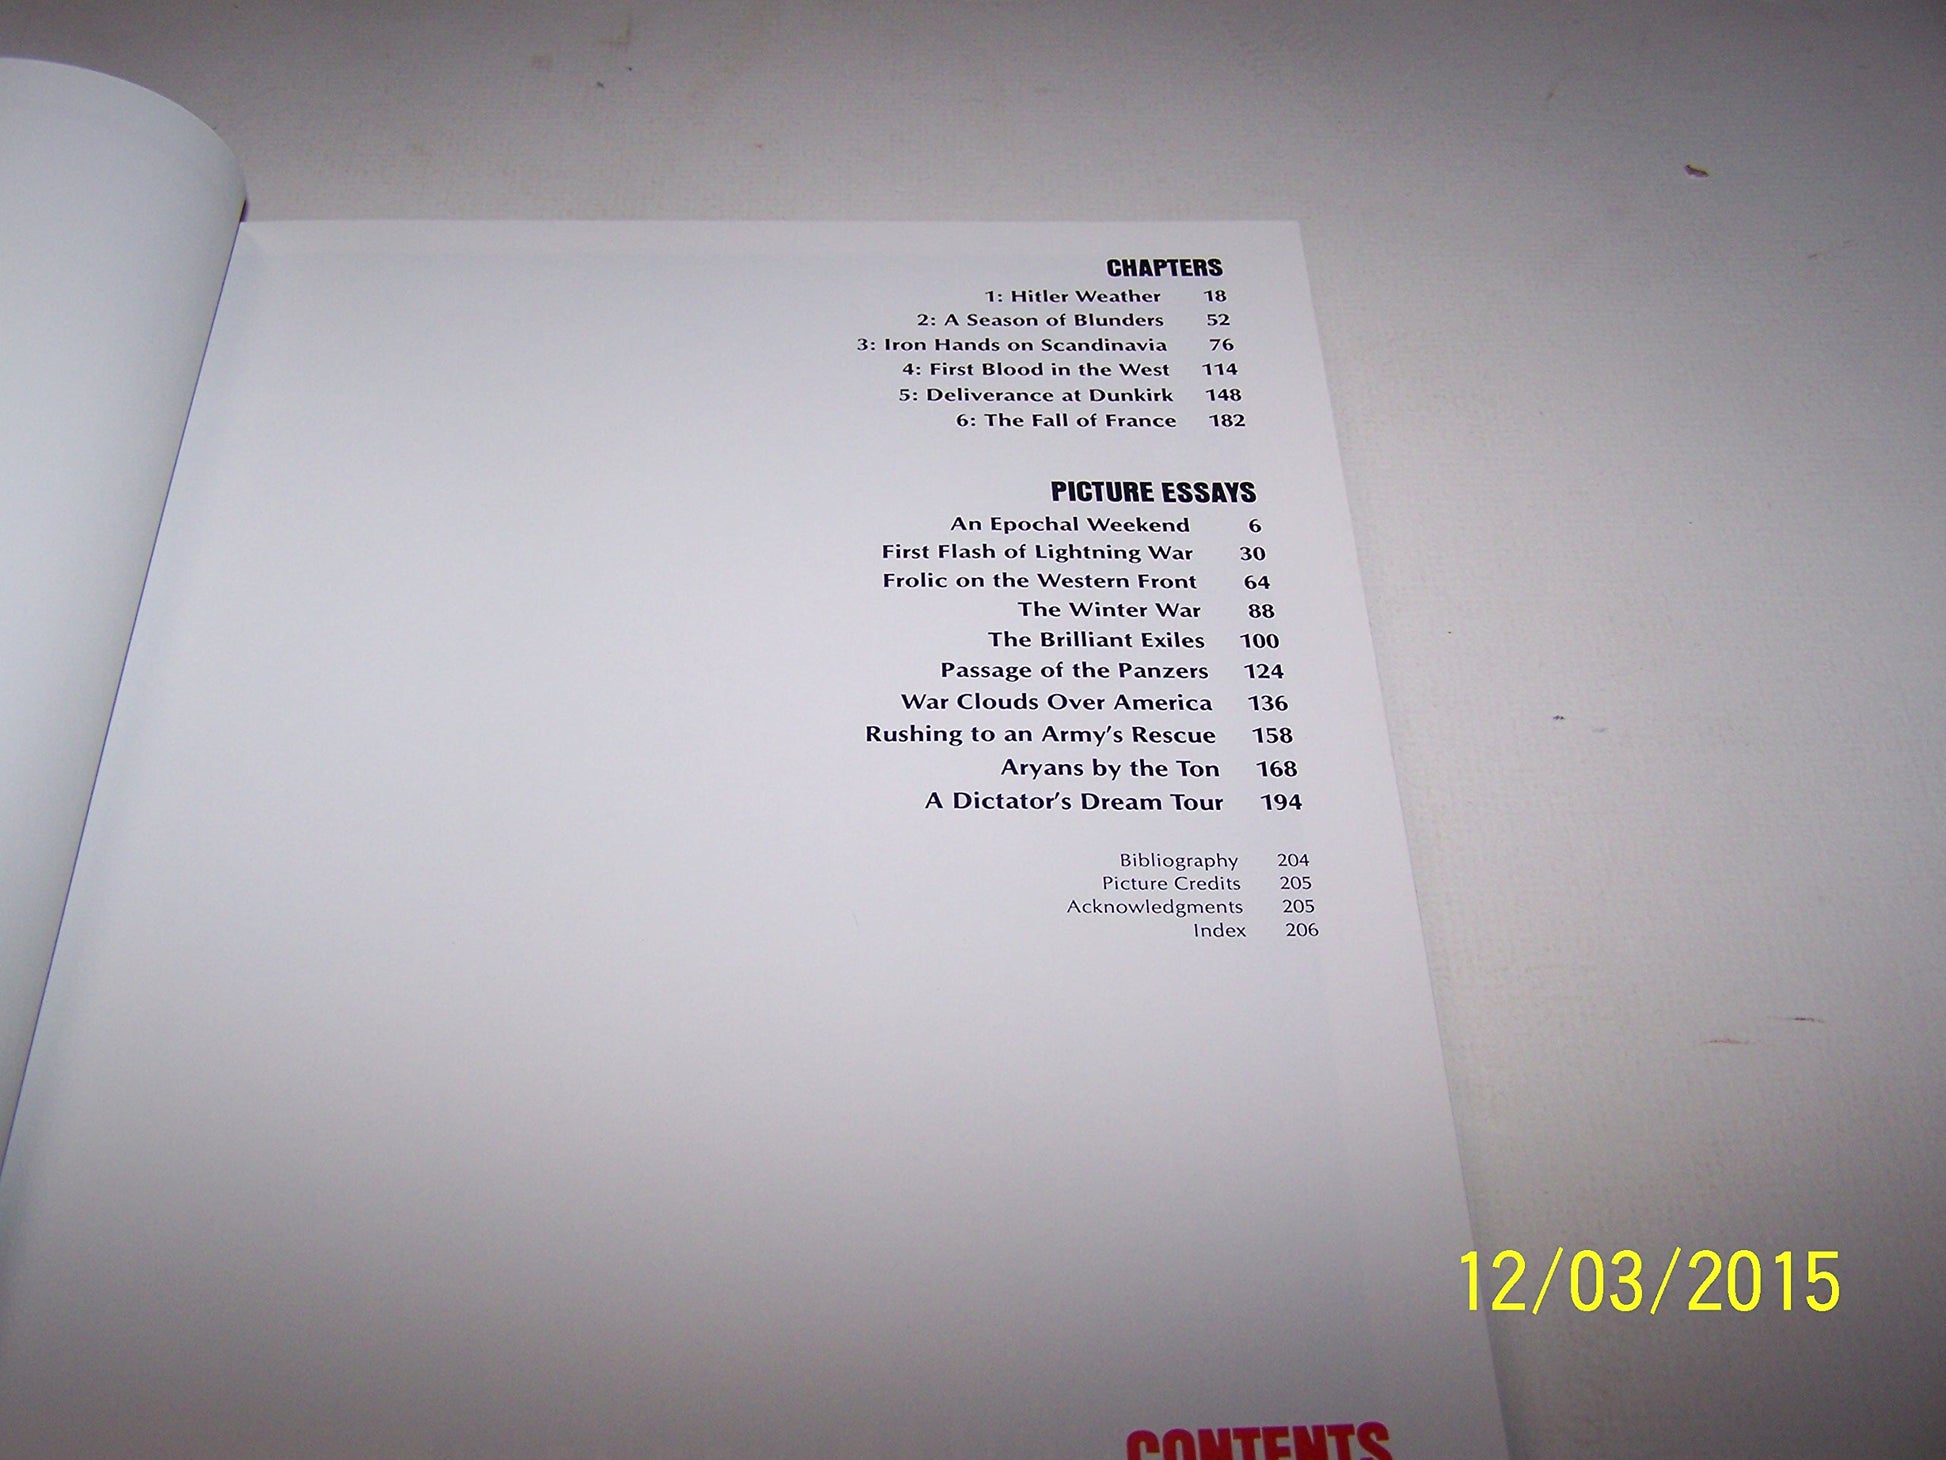 CHAPTERS
1: Hitler Weather 18
2: A Season of Blunders 52
3: Iron Hands on Scandinavia 76
4: First Blood in the West 114
5: Deliverance at Dunkirk 148
6: The Fall of France 182
PICTURE ESSAYS
An Epochal Weekend 6
First Flash of Lightning War 30
Frolic on the Western Front 64
The Winter War 88
The Brilliant Exiles 100
Passage of the Panzers 124
War Clouds Over America 136
Rushing to an Army's Rescue 158
Aryans by the Ton 168
A Dictator's Dream Tour 194
Bibliography 204
Picture Credits 205
Acknowledgments 205
Index 206
12/03/2015
CONTENTS